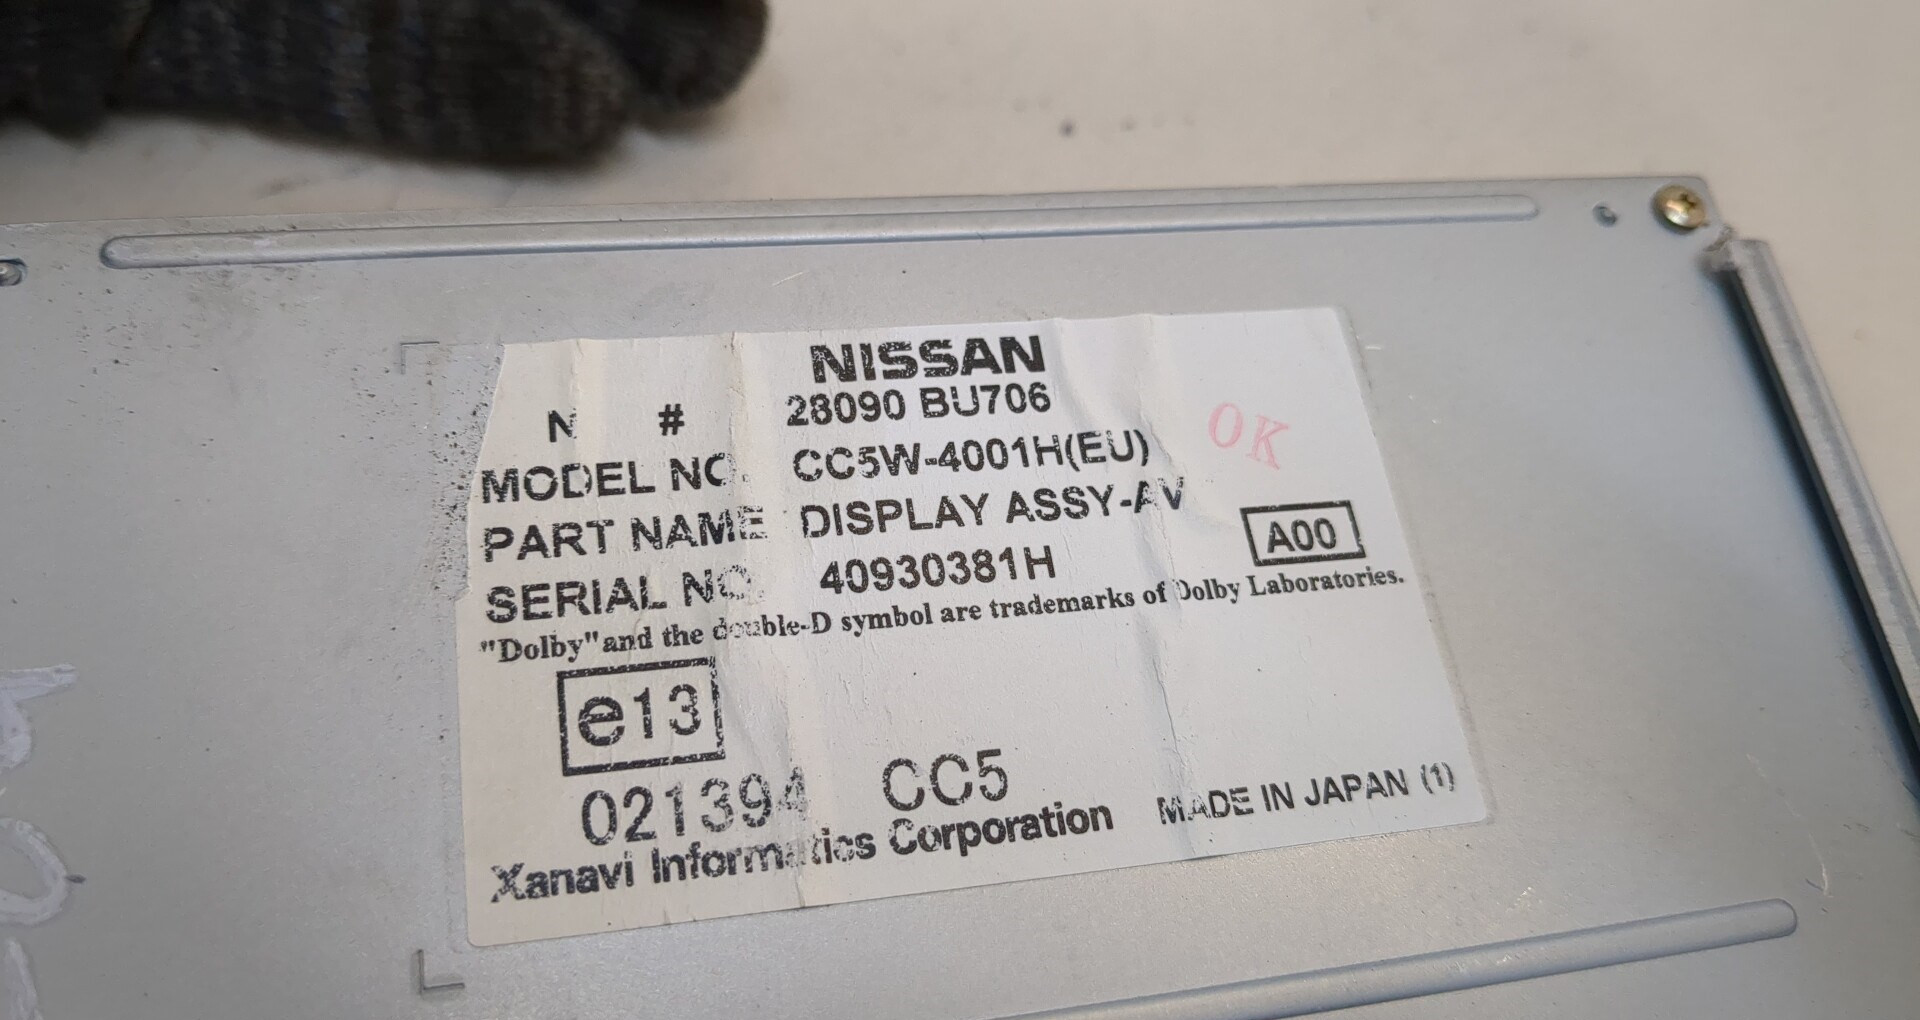 NISSAN
N # 28090 BU706
MODEL NO. CC5W-4001H(EU)
OK
PART NAME DISPLAY ASSY-AV
A00
SERIAL NO. 40930381H
"Dolby"and the double-D symbol are trademarks of Dolby Laboratories.
e13
021394 CC5
Xanavi Informatics Corporation MADE IN JAPAN (1)